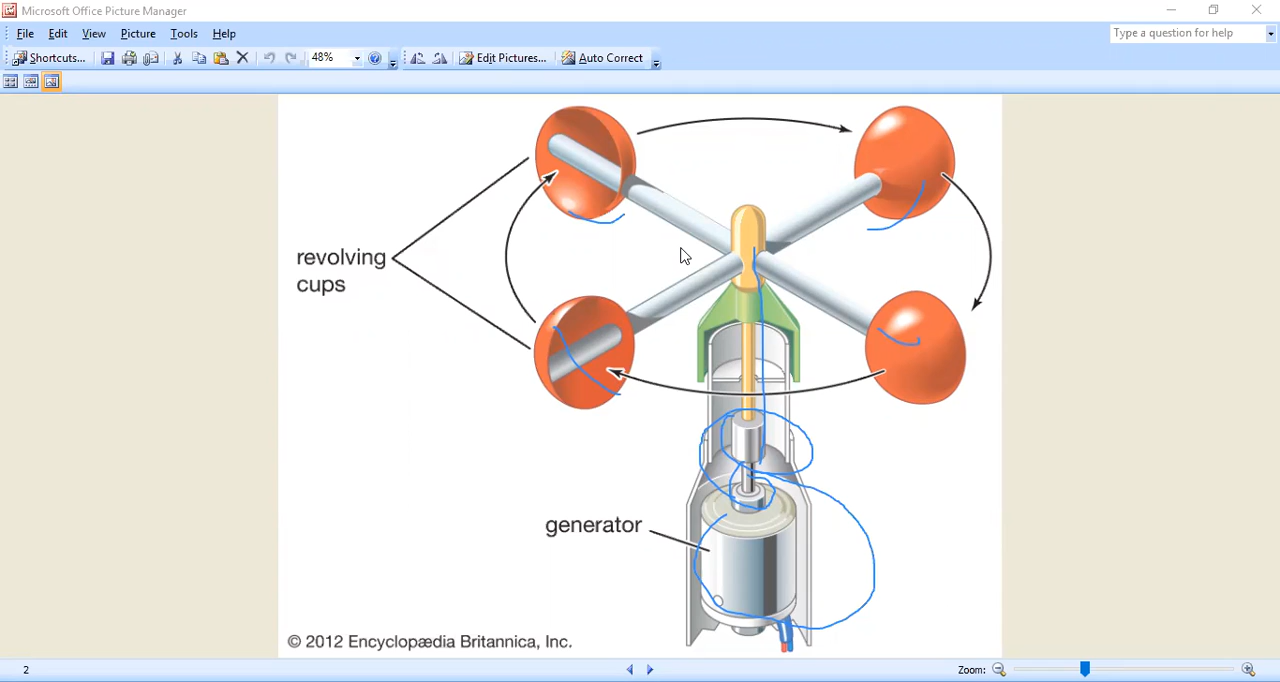 Microsoft Office Picture Manager
File Edit View Picture Tools Help
Type a question for help
Shortcuts... 48% Edit Pictures... Auto Correct
revolving
cups
generator
© 2012 Encyclopædia Britannica, Inc.
2 Zoom: